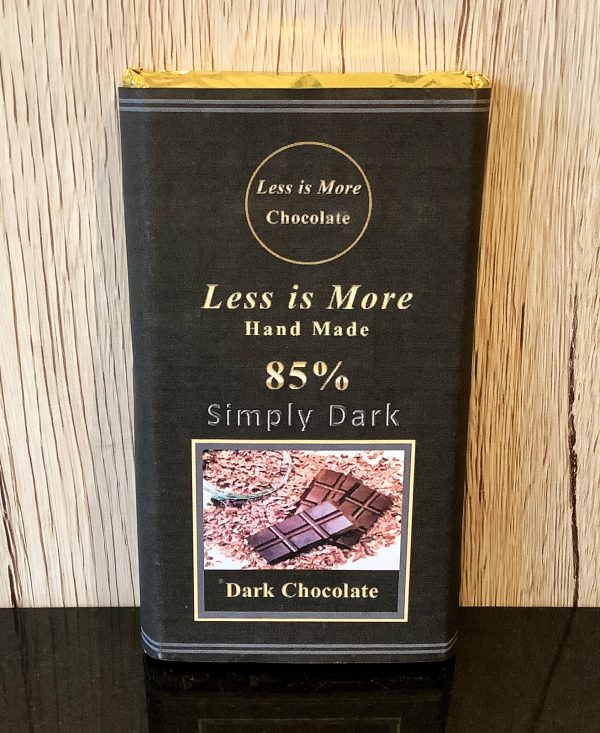 Less is More
Chocolate
Less is More
Hand Made
85%
Simply Dark
Dark Chocolate